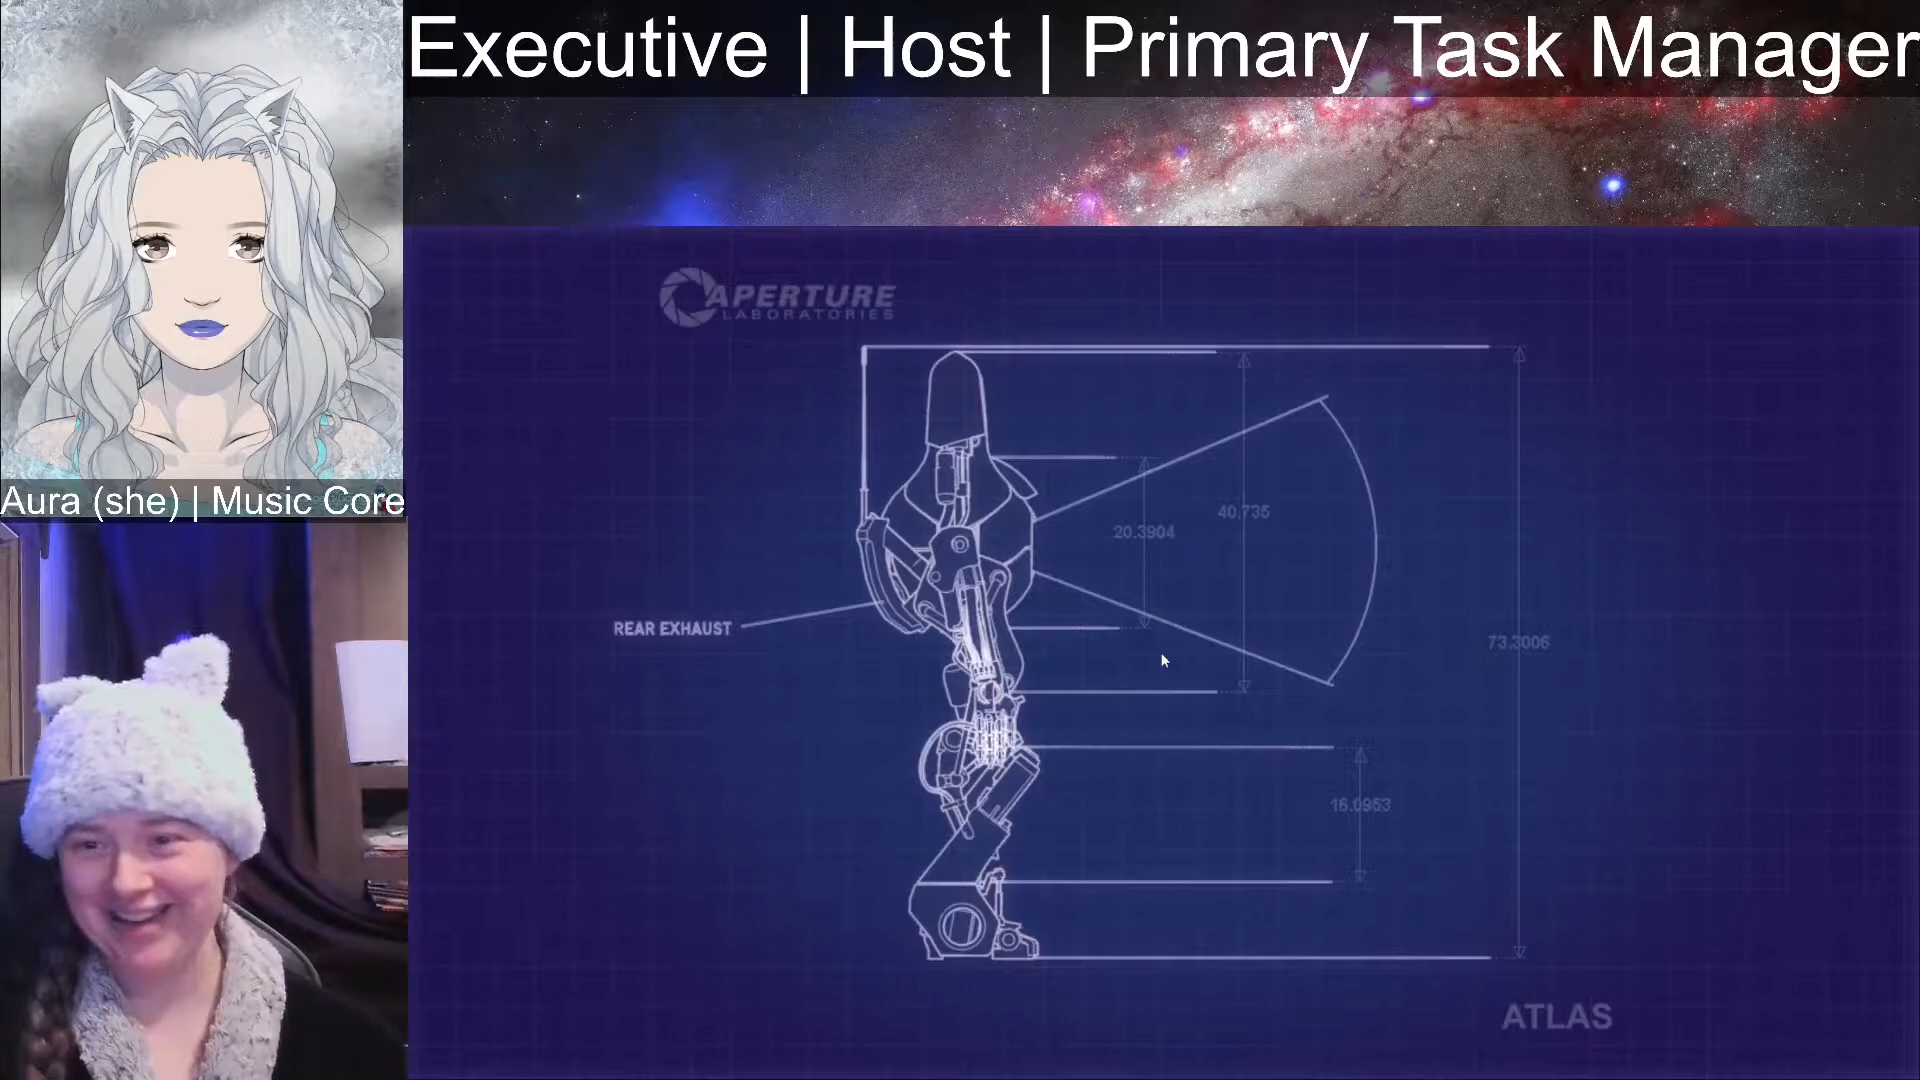 Executive | Host | Primary Task Manager
Aura (she) | Music Core
APERTURE
LABORATORIES
40.735
20.3904
REAR EXHAUST
73.3006
16.0953
ATLAS